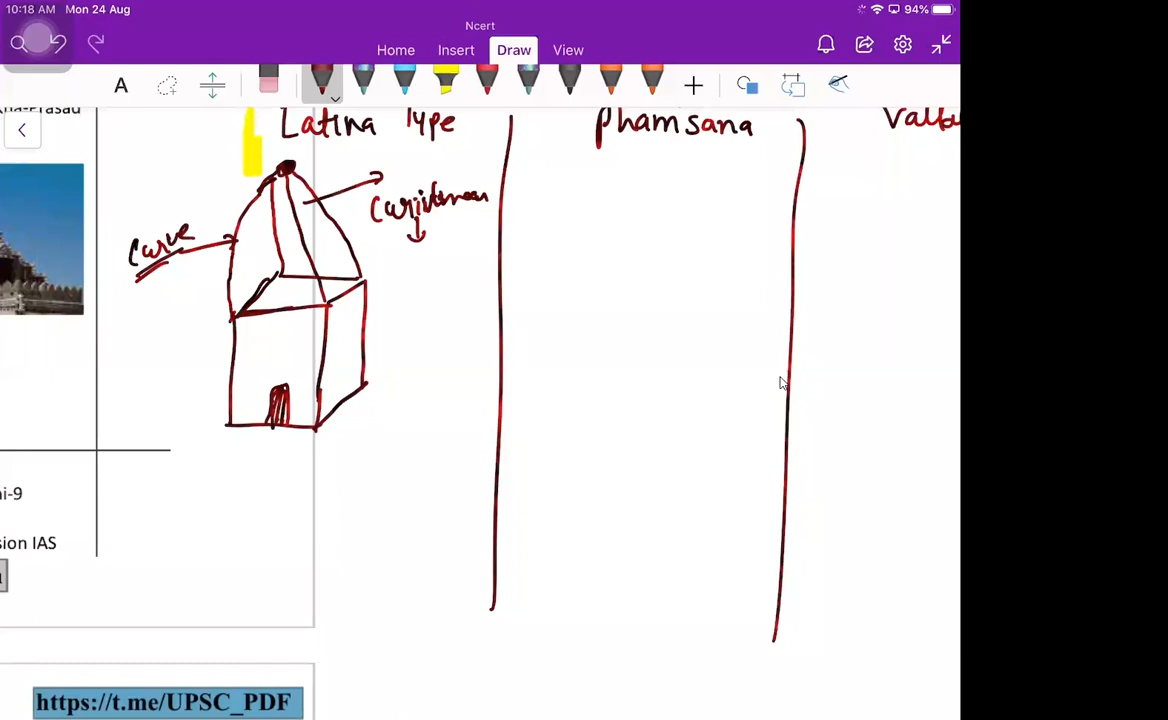 10:18 AM Mon 24 Aug
94%
Ncert
Home Insert Draw View
A
Latina Type
Phamsana
Curve
ni-9
sion IAS
https://t.me/UPSC_PDF